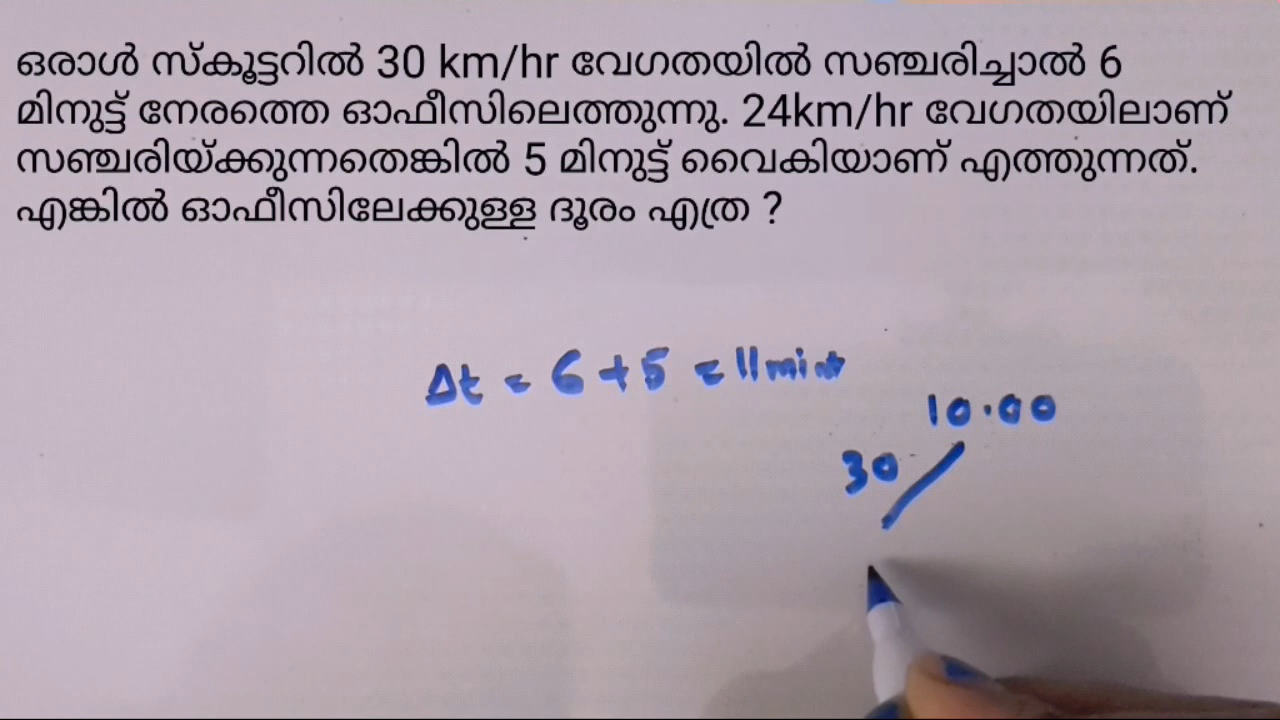 ഒരാൾ സ്കൂട്ടറിൽ 30 km/hr വേഗതയിൽ സഞ്ചരിച്ചാൽ 6
മിനുട്ട് നേരത്തെ ഓഫീസിലെത്തുന്നു. 24km/hr വേഗതയിലാണ്
സഞ്ചരിയ്ക്കുന്നതെങ്കിൽ 5 മിനുട്ട് വൈകിയാണ് എത്തുന്നത്.
എങ്കിൽ ഓഫീസിലേക്കുള്ള ദൂരം എത്ര ?
Δt = 6 + 5 = 11 mint
10.00
30